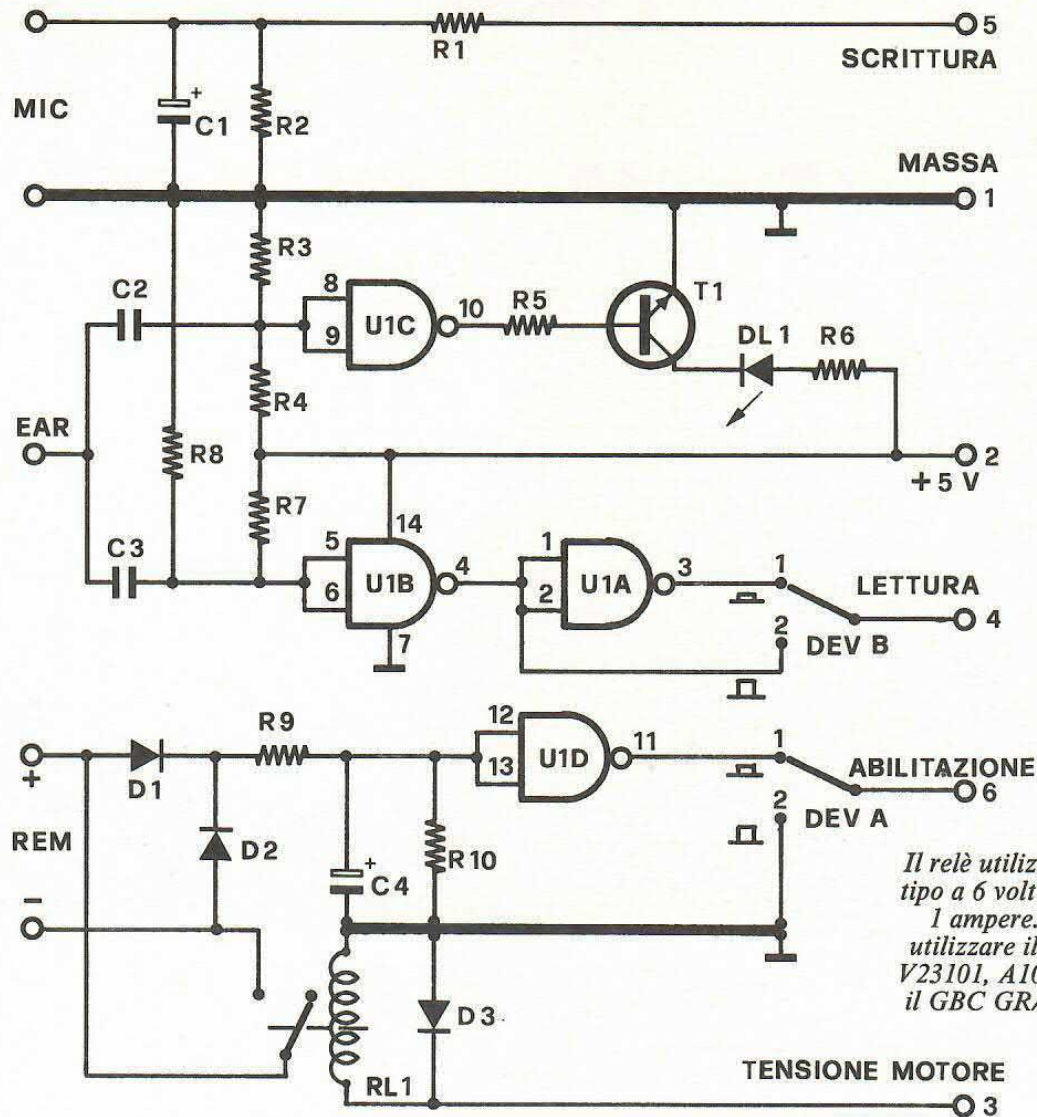 R1
5
SCRITTURA
MIC
+
C1
R2
MASSA
1
R3
C2
8
9
U1C
10
R5
T1
DL1
R6
R4
EAR
R8
2
+5 V
R7
14
C3
5
6
U1B
4
7
1
2
U1A
3
1
2
DEV B
LETTURA
4
R9
12
13
U1D
11
1
2
DEV A
ABILITAZIONE
6
+
D1
REM
D2
-
+
C4
R10
Il relè utiliz
tipo a 6 volt
1 ampere.
utilizzare il
V23101, A10
il GBC GRA
D3
RL1
TENSIONE MOTORE
3